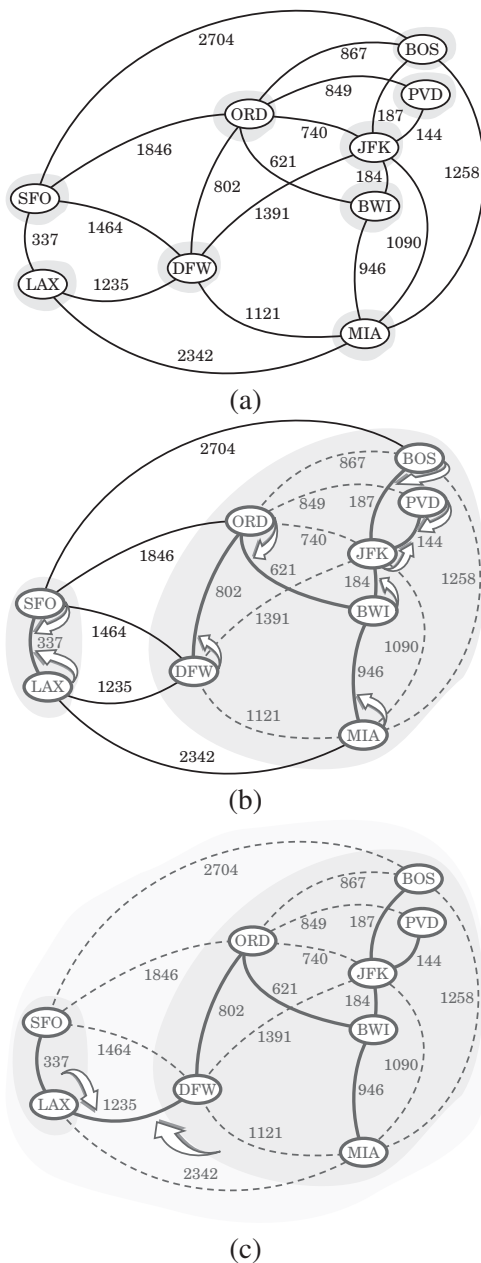 2704
BOS
867
PVD
849
ORD
187
144
740
JFK
1846
621
184
1258
802
SFO
1391
BWI
1464
337
1090
DFW
946
LAX
1235
1121
MIA
2342
(a)
2704
BOS
867
PVD
849
187
ORD
144
740
JFK
1846
621
184
1258
802
SFO
1391
BWI
1464
337
1090
DFW
946
LAX
1235
1121
MIA
2342
(b)
2704
BOS
867
PVD
849
187
ORD
144
740
JFK
1846
621
184
1258
802
SFO
1391
BWI
1464
337
1090
DFW
946
LAX
1235
1121
MIA
2342
(c)